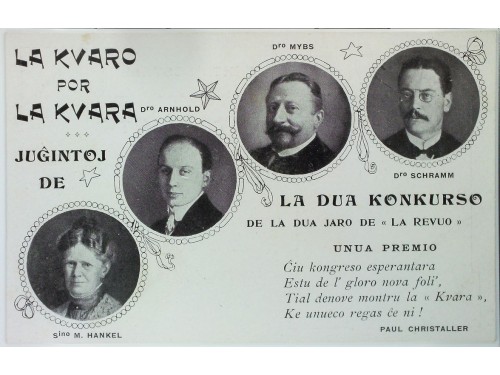 LA KVARO
POR
LA KVARA
JUĜINTOJ
DE
Dro ARNHOLD
Dro MYBS
Dro SCHRAMM
Sino M. HANKEL
LA DUA KONKURSO
DE LA DUA JARO DE « LA REVUO »
UNUA PREMIO
Ĉiu kongreso esperantara
Estu de l' gloro nova foli',
Tial denove montru la « Kvara »,
Ke unueco regas ĉe ni !
PAUL CHRISTALLER